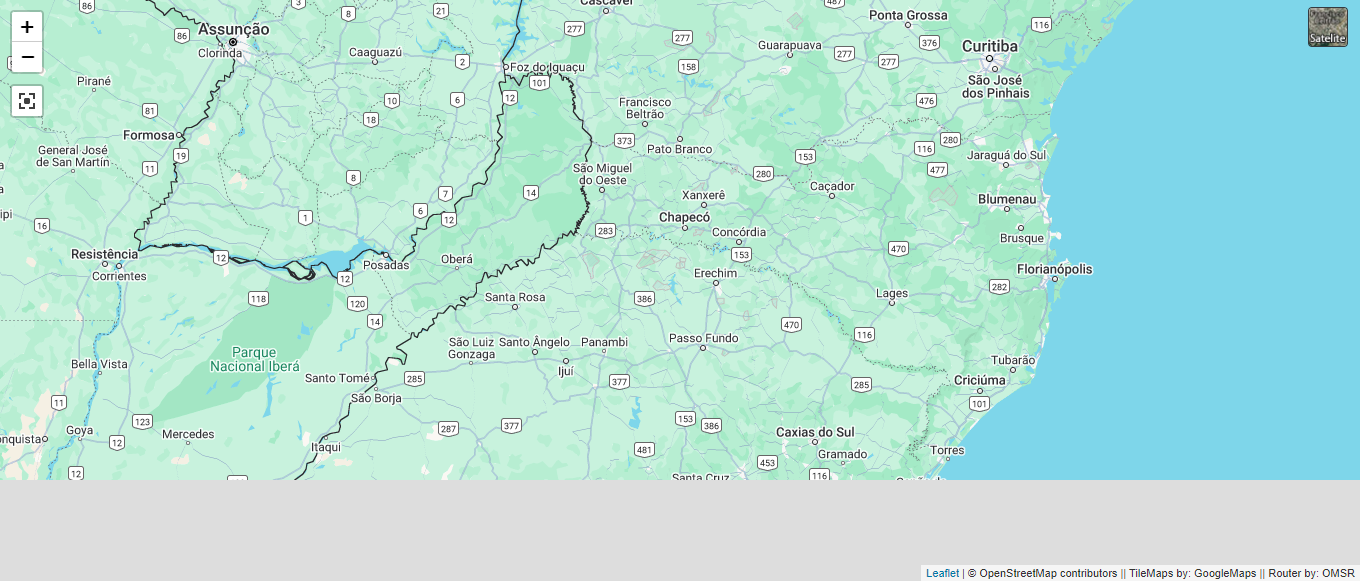 +
−
Satelite
86
3
8
21
Cascavel
277
Ponta Grossa
487
116
Assunção
86
Clorinda
Caaguazú
2
277
Guarapuava
277
277
376
Curitiba
Foz do Iguaçu
158
São José
dos Pinhais
Pirané
101
81
10
6
12
18
Francisco
Beltrão
476
Formosa
373
Pato Branco
280
116
General José
de San Martín
19
11
153
Jaraguá do Sul
477
8
São Miguel
do Oeste
280
7
14
Xanxerê
Caçador
Blumenau
16
1
6
12
Chapecó
283
Concórdia
Brusque
Resistência
12
153
470
Corrientes
Posadas
Oberá
Erechim
Florianópolis
12
282
118
120
Santa Rosa
386
Lages
14
470
116
São Luiz
Gonzaga
Santo Ângelo
Panambi
Passo Fundo
Parque
Nacional Iberá
Bella Vista
Ijuí
Tubarão
Santo Tomé
285
377
285
Criciúma
São Borja
11
101
123
153
386
Goya
287
377
Mercedes
12
Caxias do Sul
nquista
Itaqui
481
Gramado
Torres
453
12
Santa Cruz
116
Leaflet | © OpenStreetMap contributors || TileMaps by: GoogleMaps || Router by: OMSR